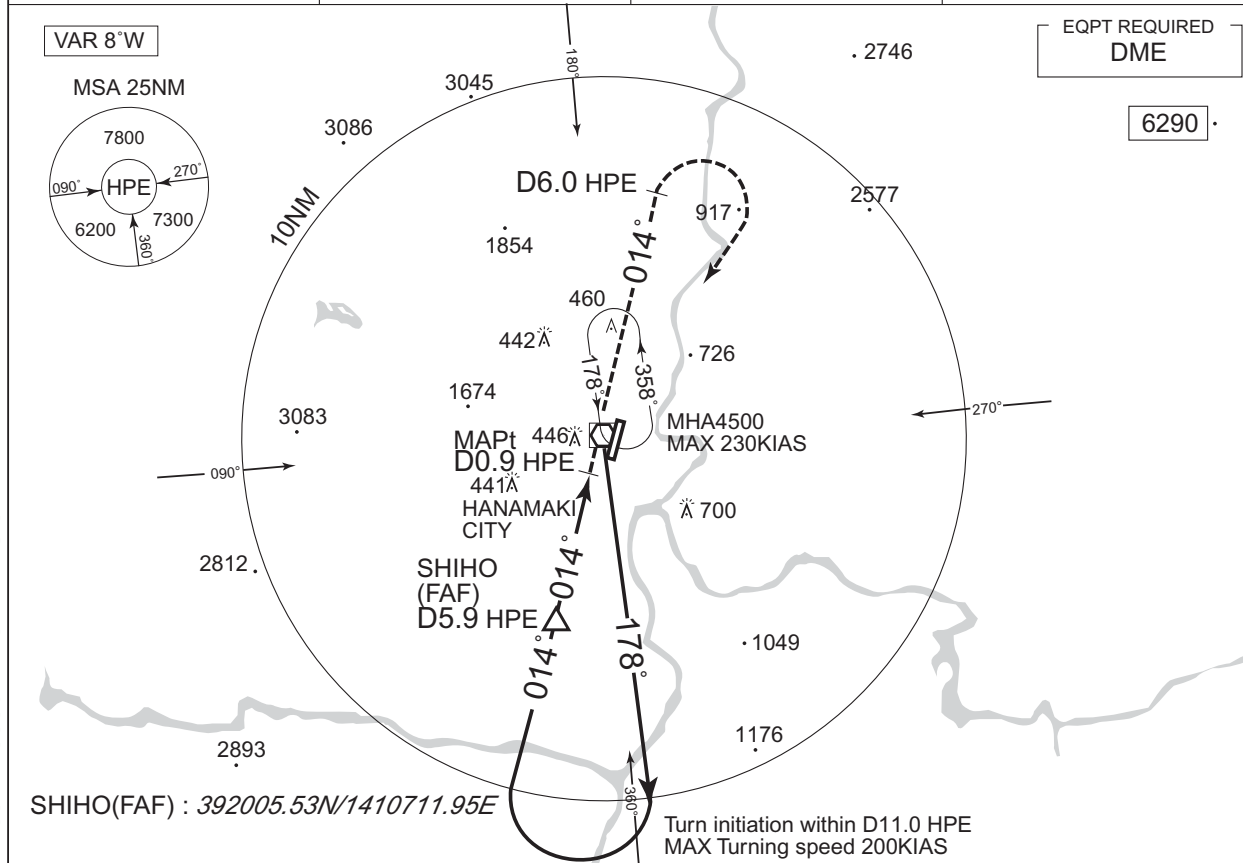 VAR 8˚W
EQPT REQUIRED
DME
MSA 25NM
7800
090˚
HPE
270˚
6200
7300
360˚
180˚
2746
3045
6290
3086
D6.0 HPE
2577
917
10NM
1854
014˚
460
442
726
178˚
358˚
1674
3083
MHA4500
MAX 230KIAS
270˚
MAPt
D0.9 HPE
446
090˚
441
HANAMAKI
CITY
700
2812
SHIHO
(FAF)
D5.9 HPE
014˚
014˚
178˚
1049
1176
2893
360˚
SHIHO(FAF) : 392005.53N/1410711.95E
Turn initiation within D11.0 HPE
MAX Turning speed 200KIAS